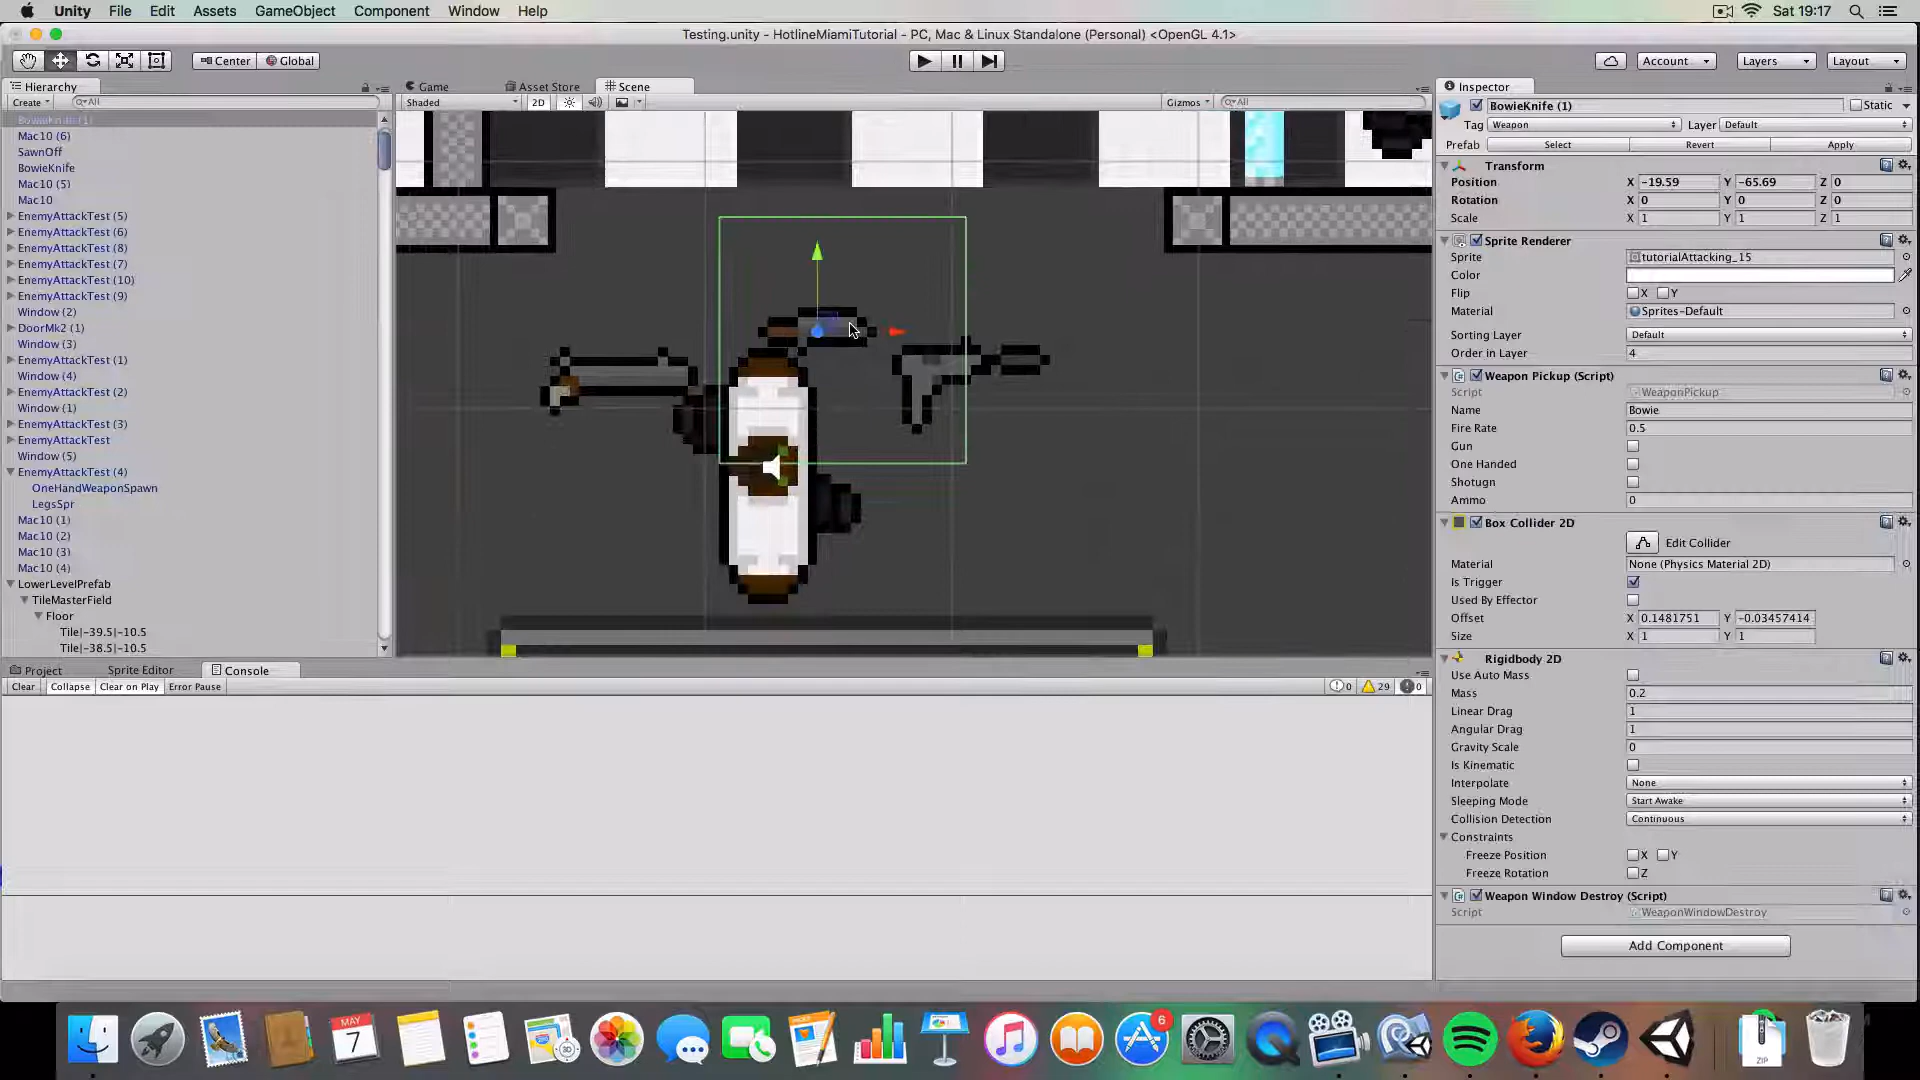 Unity File Edit Assets GameObject Component Window Help Sat 19:17
Testing.unity - HotlineMiamiTutorial - PC, Mac & Linux Standalone (Personal) <OpenGL 4.1>
Center Global Account Layers Layout
Hierarchy
Create All
BowieKnife (1)
Mac10 (6)
SawnOff
BowieKnife
Mac10 (5)
Mac10
EnemyAttackTest (5)
EnemyAttackTest (6)
EnemyAttackTest (8)
EnemyAttackTest (7)
EnemyAttackTest (10)
EnemyAttackTest (9)
Window (2)
DoorMk2 (1)
Window (3)
EnemyAttackTest (1)
Window (4)
EnemyAttackTest (2)
Window (1)
EnemyAttackTest (3)
EnemyAttackTest
Window (5)
EnemyAttackTest (4)
OneHandWeaponSpawn
LegsSpr
Mac10 (1)
Mac10 (2)
Mac10 (3)
Mac10 (4)
LowerLevelPrefab
TileMasterField
Floor
Tile|-39.5|-10.5
Tile|-38.5|-10.5
Game Asset Store Scene
Shaded 2D Gizmos All
Project Sprite Editor Console
Clear Collapse Clear on Play Error Pause 0 29 0
Inspector
BowieKnife (1) Static
Tag Weapon Layer Default
Prefab Select Revert Apply
Transform
Position X -19.59 Y -65.69 Z 0
Rotation X 0 Y 0 Z 0
Scale X 1 Y 1 Z 1
Sprite Renderer
Sprite tutorialAttacking_15
Color
Flip X Y
Material Sprites-Default
Sorting Layer Default
Order in Layer 4
Weapon Pickup (Script)
Script WeaponPickup
Name Bowie
Fire Rate 0.5
Gun
One Handed
Shotugn
Ammo 0
Box Collider 2D
Edit Collider
Material None (Physics Material 2D)
Is Trigger
Used By Effector
Offset X 0.1481751 Y -0.03457414
Size X 1 Y 1
Rigidbody 2D
Use Auto Mass
Mass 0.2
Linear Drag 1
Angular Drag 1
Gravity Scale 0
Is Kinematic
Interpolate None
Sleeping Mode Start Awake
Collision Detection Continuous
Constraints
Freeze Position X Y
Freeze Rotation Z
Weapon Window Destroy (Script)
Script WeaponWindowDestroy
Add Component
MAY
7
6
ZIP